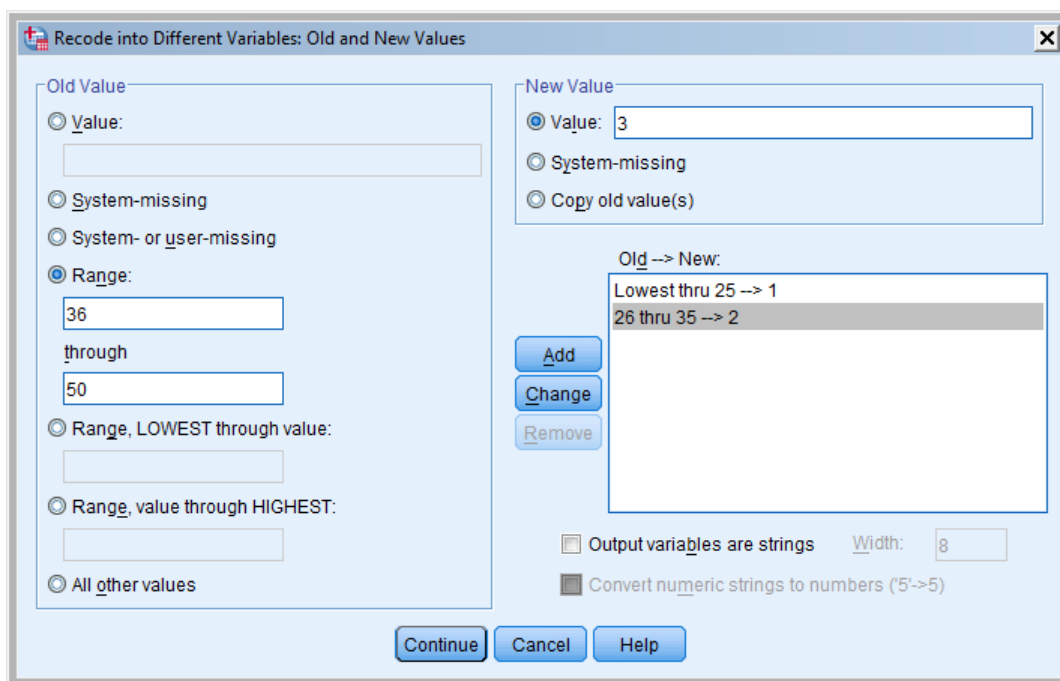 Recode into Different Variables: Old and New Values
Old Value
Value:
System-missing
System- or user-missing
Range:
36
through
50
Range, LOWEST through value:
Range, value through HIGHEST:
All other values
New Value
Value: 3
System-missing
Copy old value(s)
Old --> New:
Lowest thru 25 --> 1
26 thru 35 --> 2
Add
Change
Remove
Output variables are strings Width: 8
Convert numeric strings to numbers ('5'->5)
Continue Cancel Help